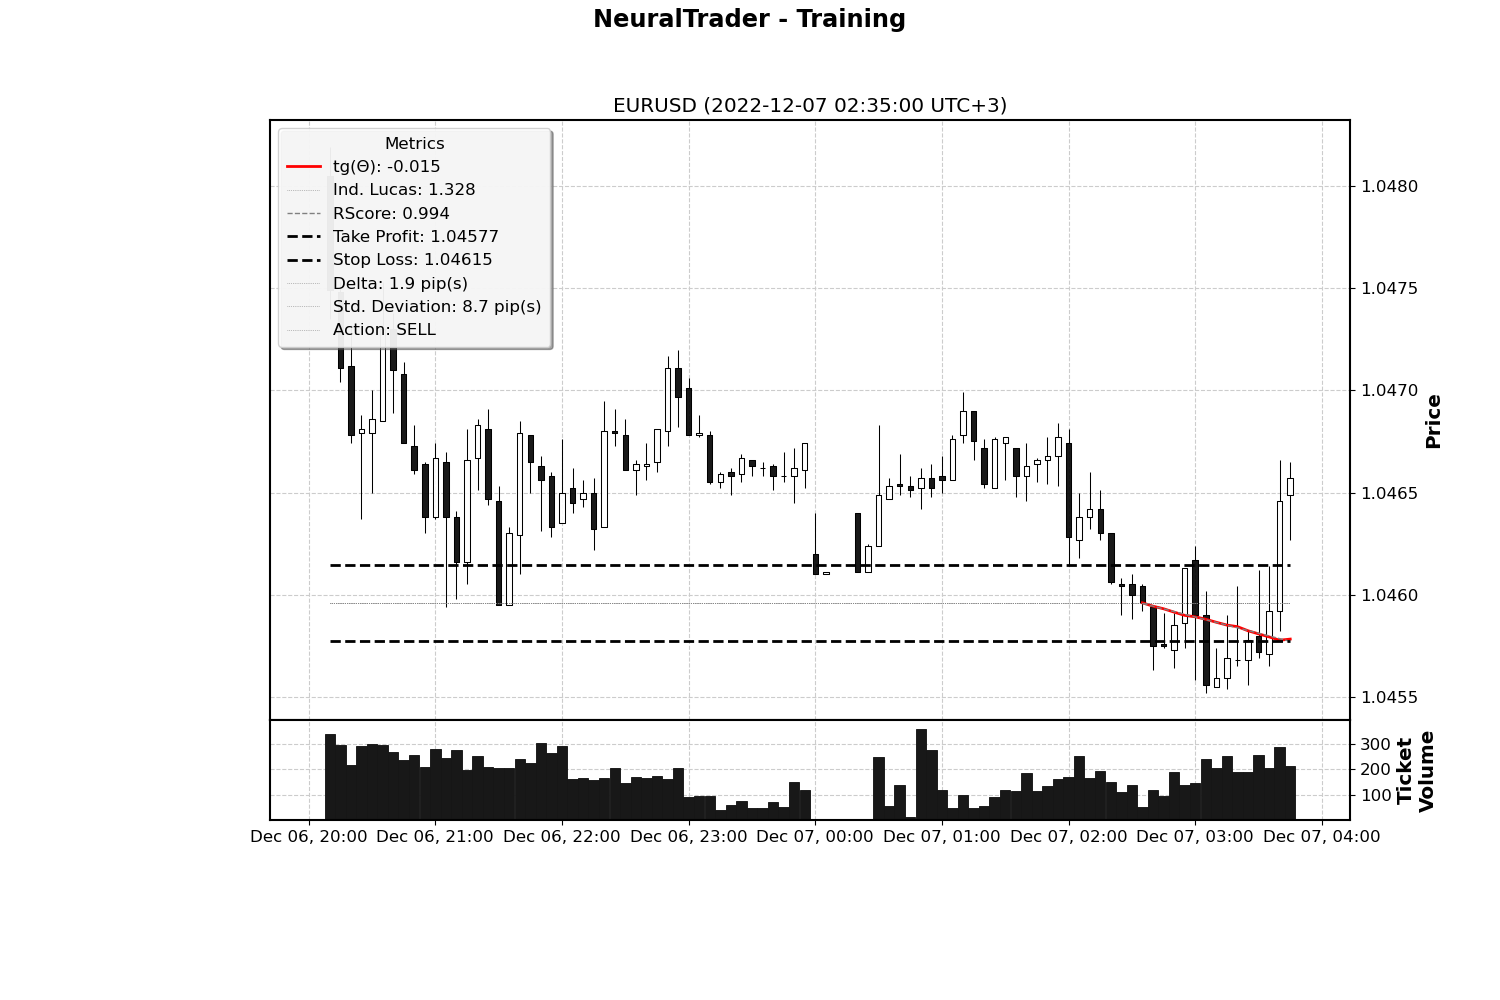 NeuralTrader - Training
EURUSD (2022-12-07 02:35:00 UTC+3)
Metrics
tg(Θ): -0.015
Ind. Lucas: 1.328
RScore: 0.994
Take Profit: 1.04577
Stop Loss: 1.04615
Delta: 1.9 pip(s)
Std. Deviation: 8.7 pip(s)
Action: SELL
1.0480
1.0475
1.0470
1.0465
1.0460
1.0455
Price
300
200
100
Ticket
Volume
Dec 06, 20:00 Dec 06, 21:00 Dec 06, 22:00 Dec 06, 23:00 Dec 07, 00:00 Dec 07, 01:00 Dec 07, 02:00 Dec 07, 03:00 Dec 07, 04:00